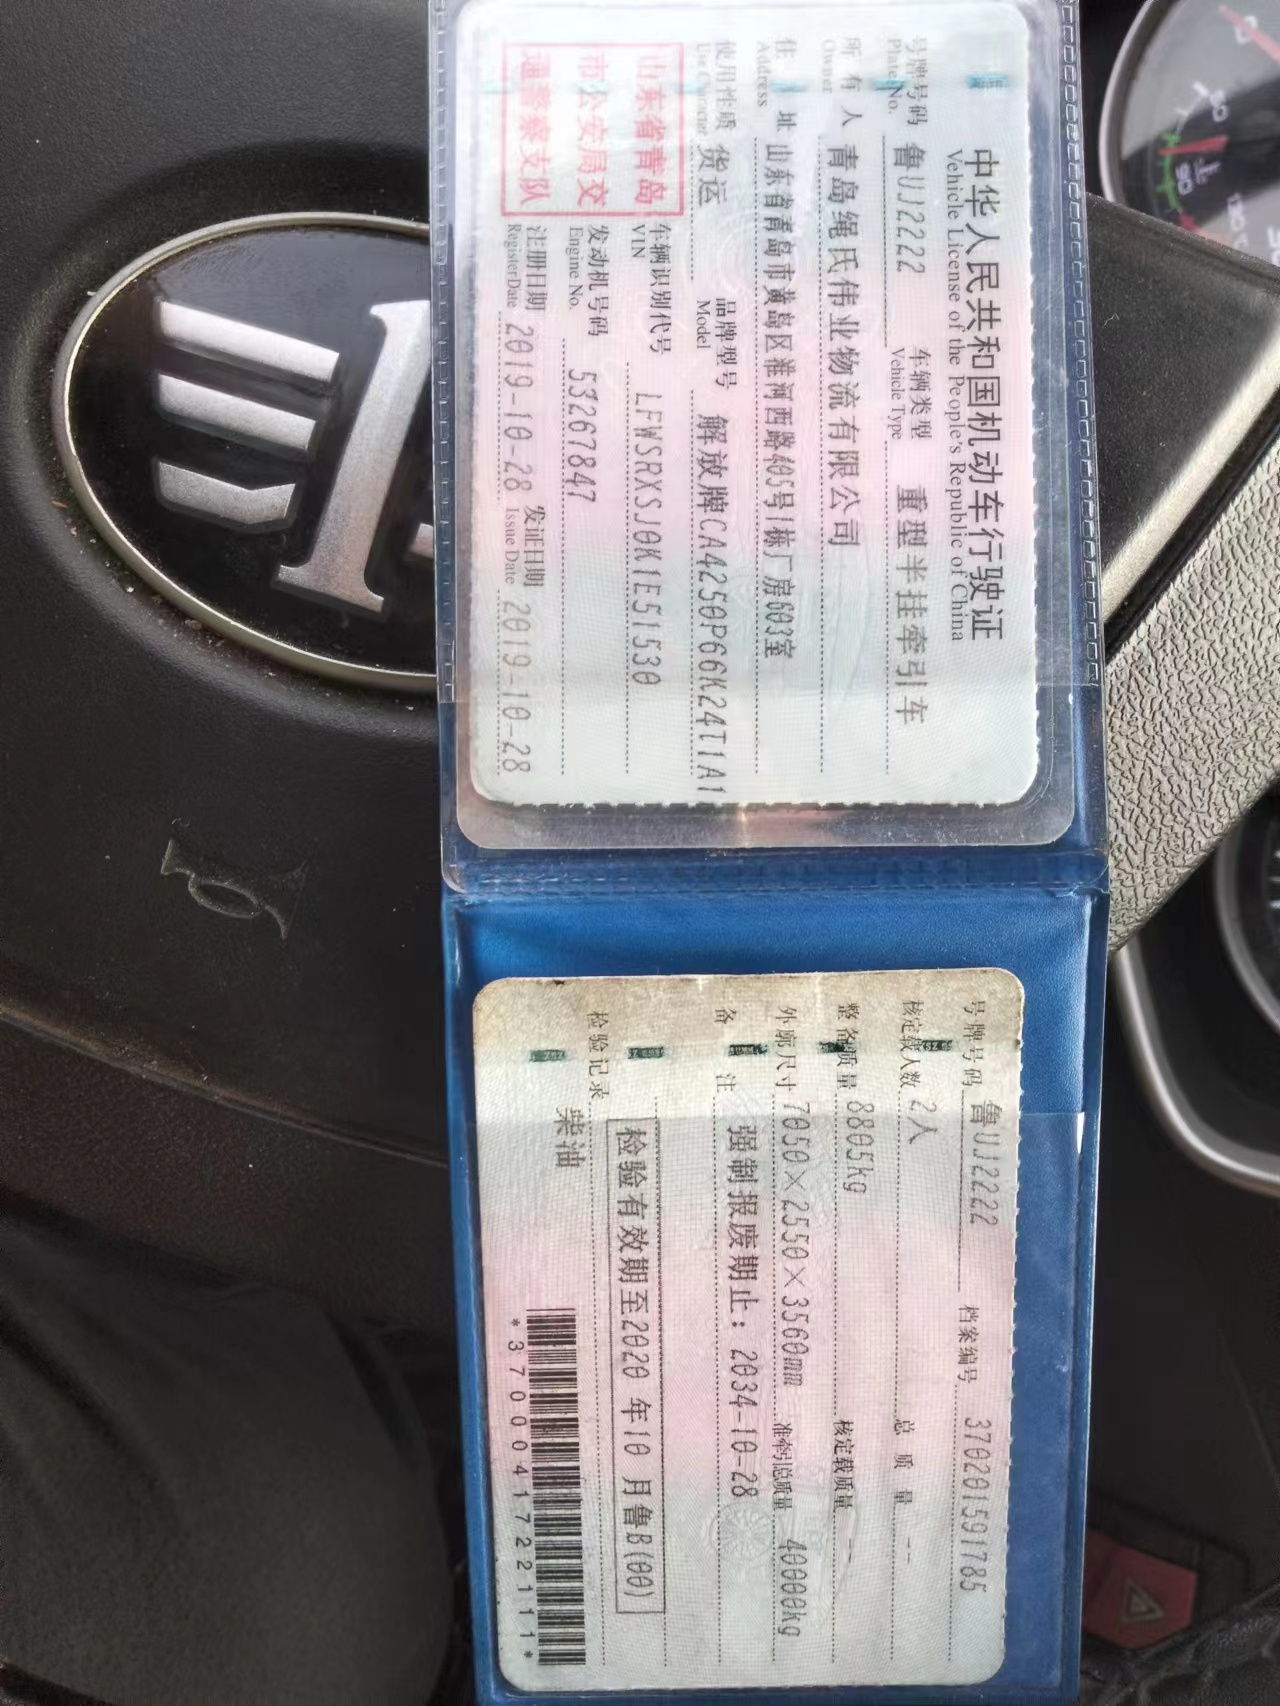 中华人民共和国机动车行驶证
Vehicle License of the People's Republic of China
号牌号码 鲁UJ2222 车辆类型 重型半挂牵引车
Plate No. Vehicle Type
所有人 青岛绳氏伟业物流有限公司
Owner
住址 山东省青岛市黄岛区淮河西路405号1栋厂房603室
Address
使用性质 货运 品牌型号 解放牌CA4250P66K24T1A1
Use Character Model
山东省青岛
市公安局交
通警察支队
车辆识别代号 LFWSRXSJ0K1E51530
VIN
发动机号码 53267847
Engine No.
注册日期 2019-10-28 发证日期 2019-10-28
Register Date Issue Date
号牌号码 鲁UJ2222 档案编号 370201591785
核定载人数 2人 总质量 --
整备质量 8805kg 核定载质量 --
外廓尺寸 7050×2550×3560mm 准牵引总质量 40000kg
备注 强制报废期止：2034-10-28
检验有效期至2020 年10 月鲁B(00)
检验记录
柴油
*3700041722111*